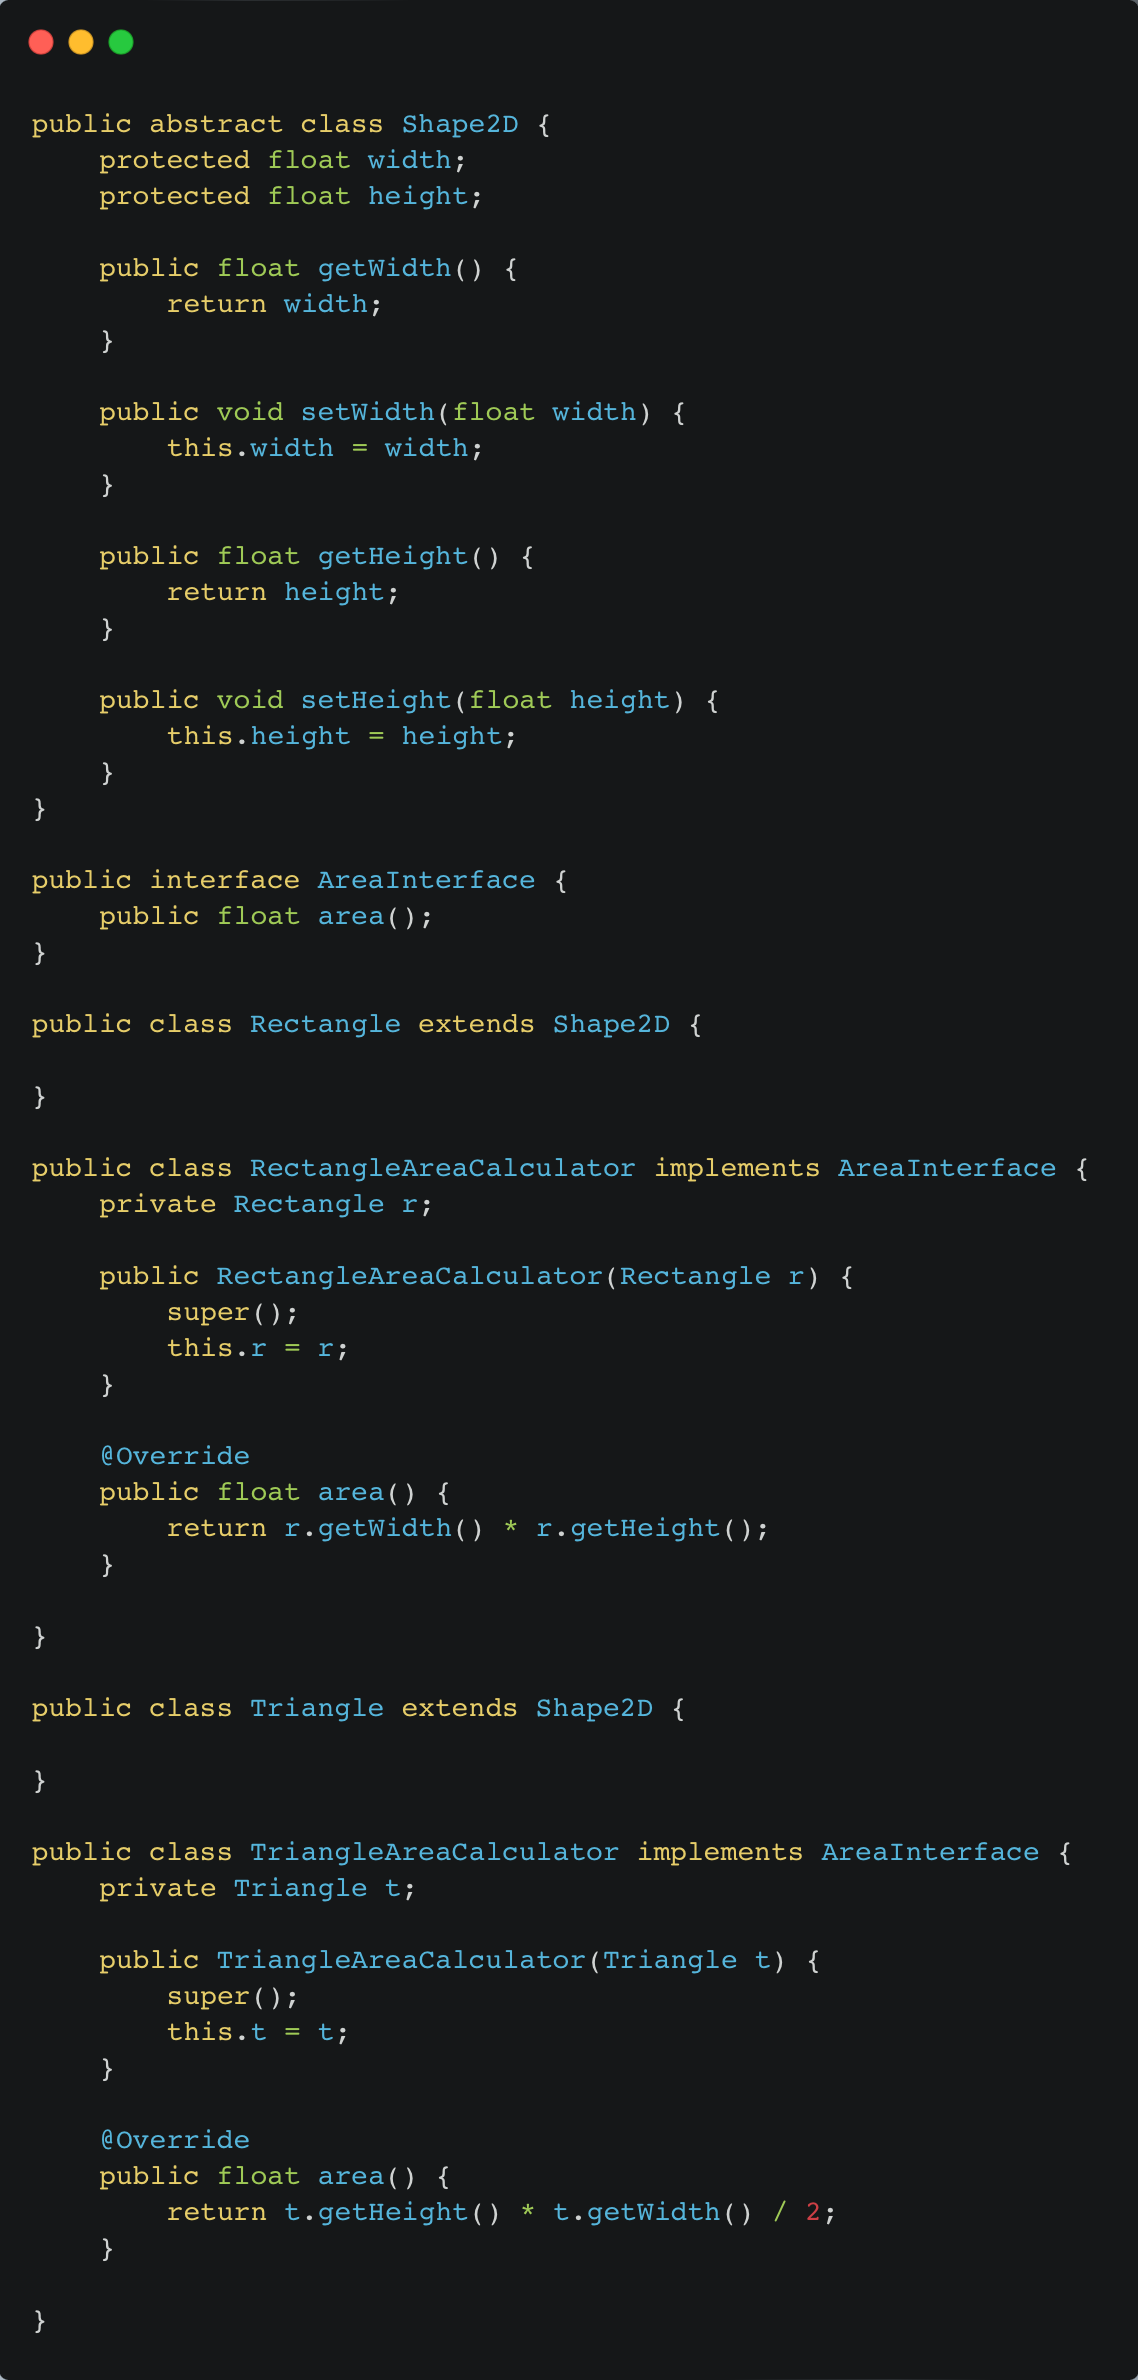 public abstract class Shape2D {
    protected float width;
    protected float height;

    public float getWidth() {
        return width;
    }

    public void setWidth(float width) {
        this.width = width;
    }

    public float getHeight() {
        return height;
    }

    public void setHeight(float height) {
        this.height = height;
    }
}

public interface AreaInterface {
    public float area();
}

public class Rectangle extends Shape2D {

}

public class RectangleAreaCalculator implements AreaInterface {
    private Rectangle r;

    public RectangleAreaCalculator(Rectangle r) {
        super();
        this.r = r;
    }

    @Override
    public float area() {
        return r.getWidth() * r.getHeight();
    }

}

public class Triangle extends Shape2D {

}

public class TriangleAreaCalculator implements AreaInterface {
    private Triangle t;

    public TriangleAreaCalculator(Triangle t) {
        super();
        this.t = t;
    }

    @Override
    public float area() {
        return t.getHeight() * t.getWidth() / 2;
    }

}